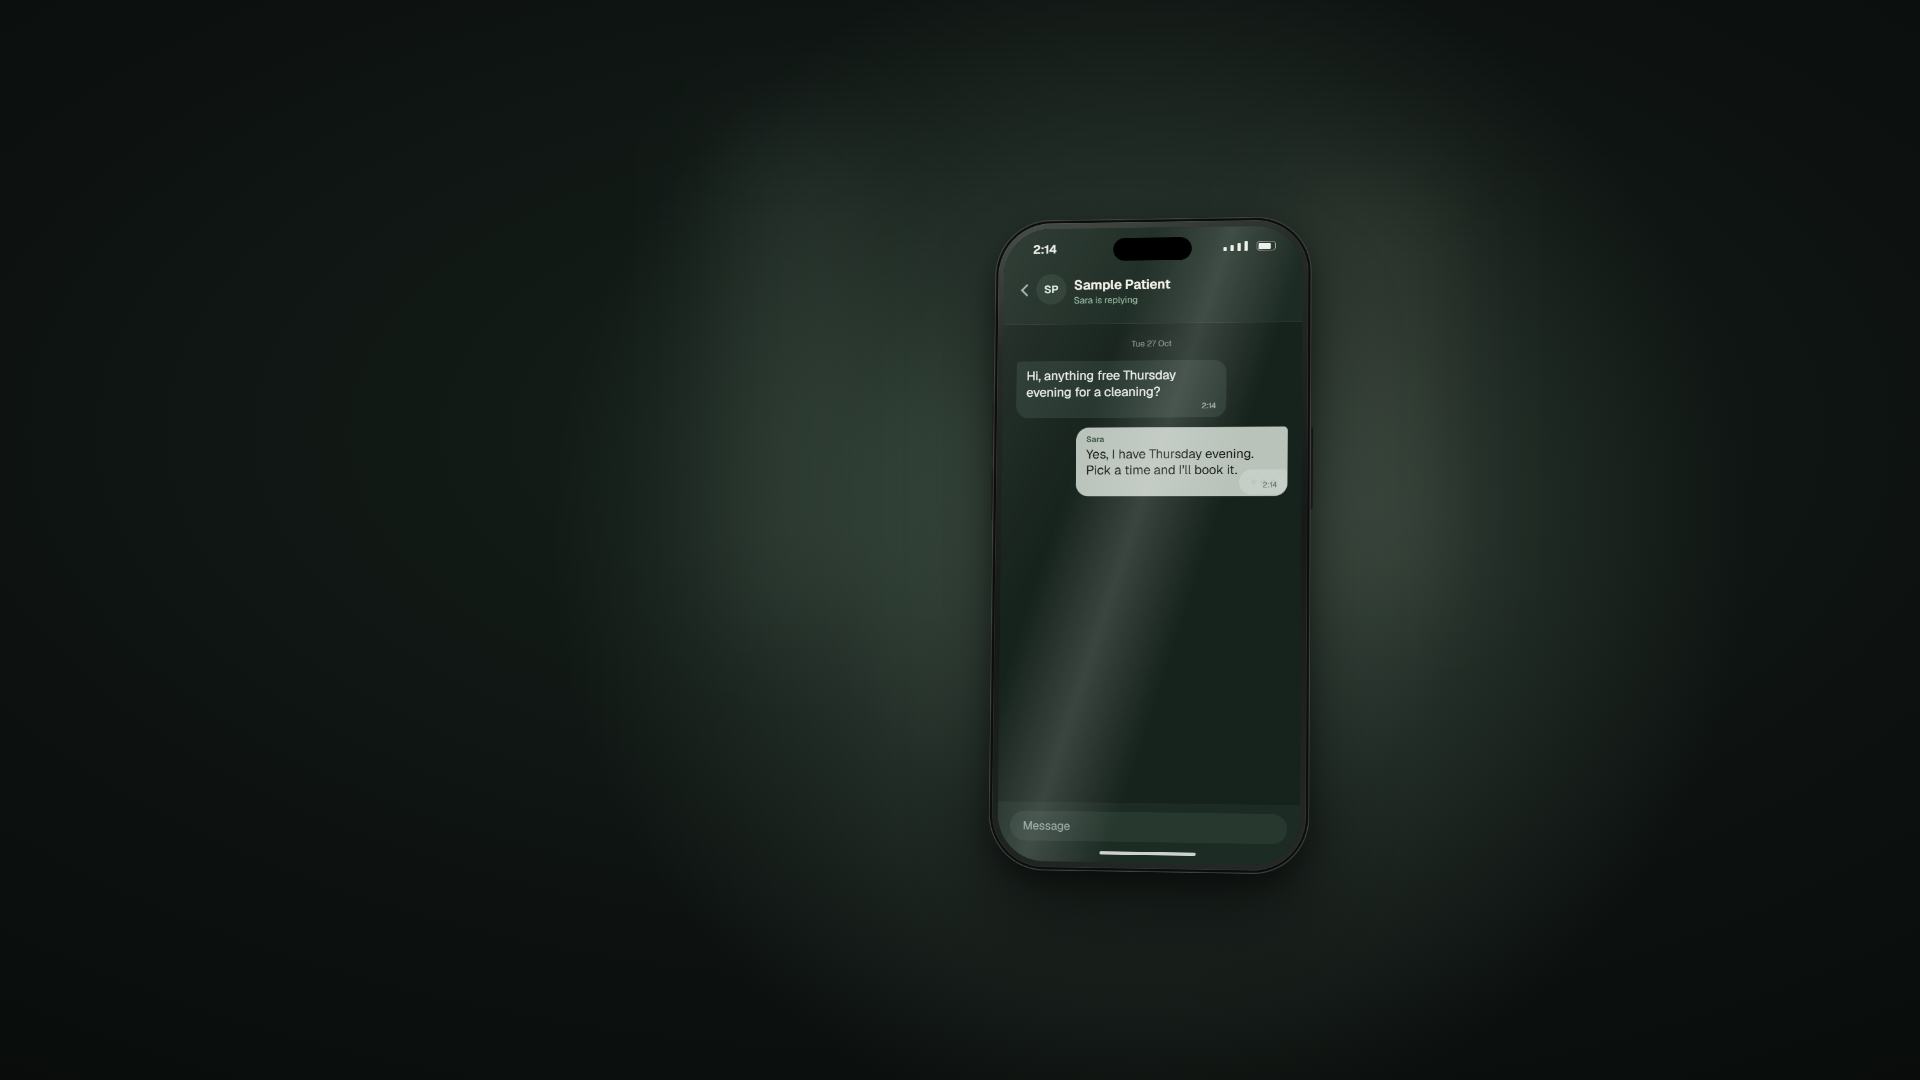 2:14
SP
Sample Patient
Sara is replying
Tue 27 Oct
Hi, anything free Thursday
evening for a cleaning?
2:14
Sara
Yes, I have Thursday evening.
Pick a time and I'll book it.
2:14
Message